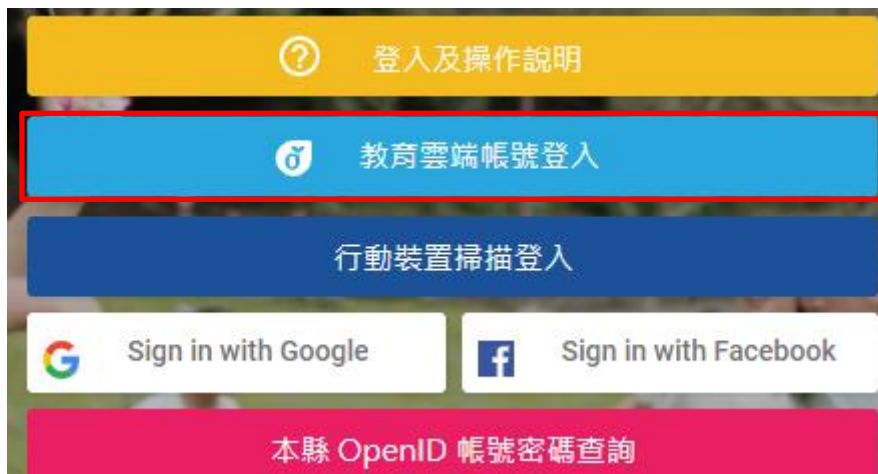 登入及操作說明
教育雲端帳號登入
行動裝置掃描登入
Sign in with Google
Sign in with Facebook
本縣 OpenID 帳號密碼查詢